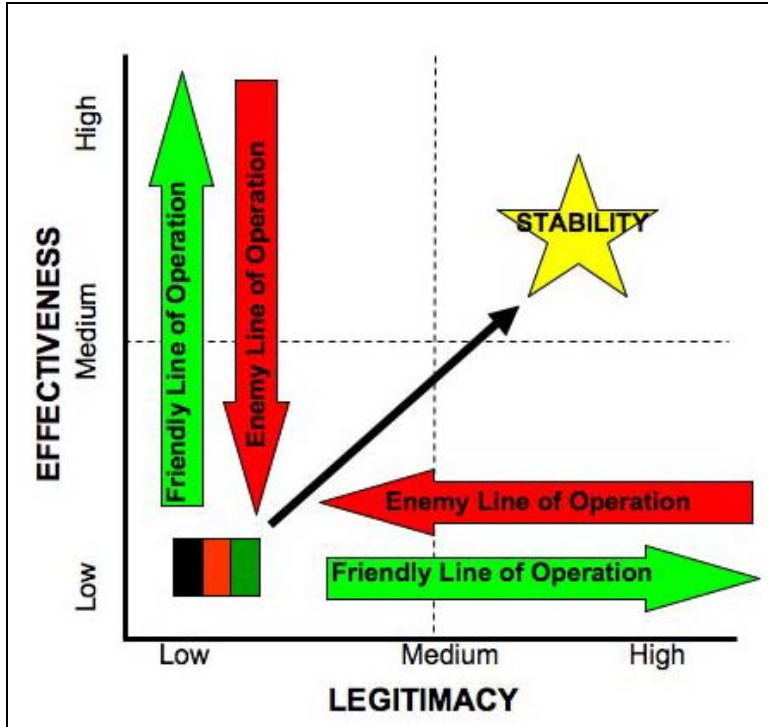 EFFECTIVENESS
High
Medium
Low
Friendly Line of Operation
Enemy Line of Operation
STABILITY
Enemy Line of Operation
Friendly Line of Operation
Low Medium High
LEGITIMACY